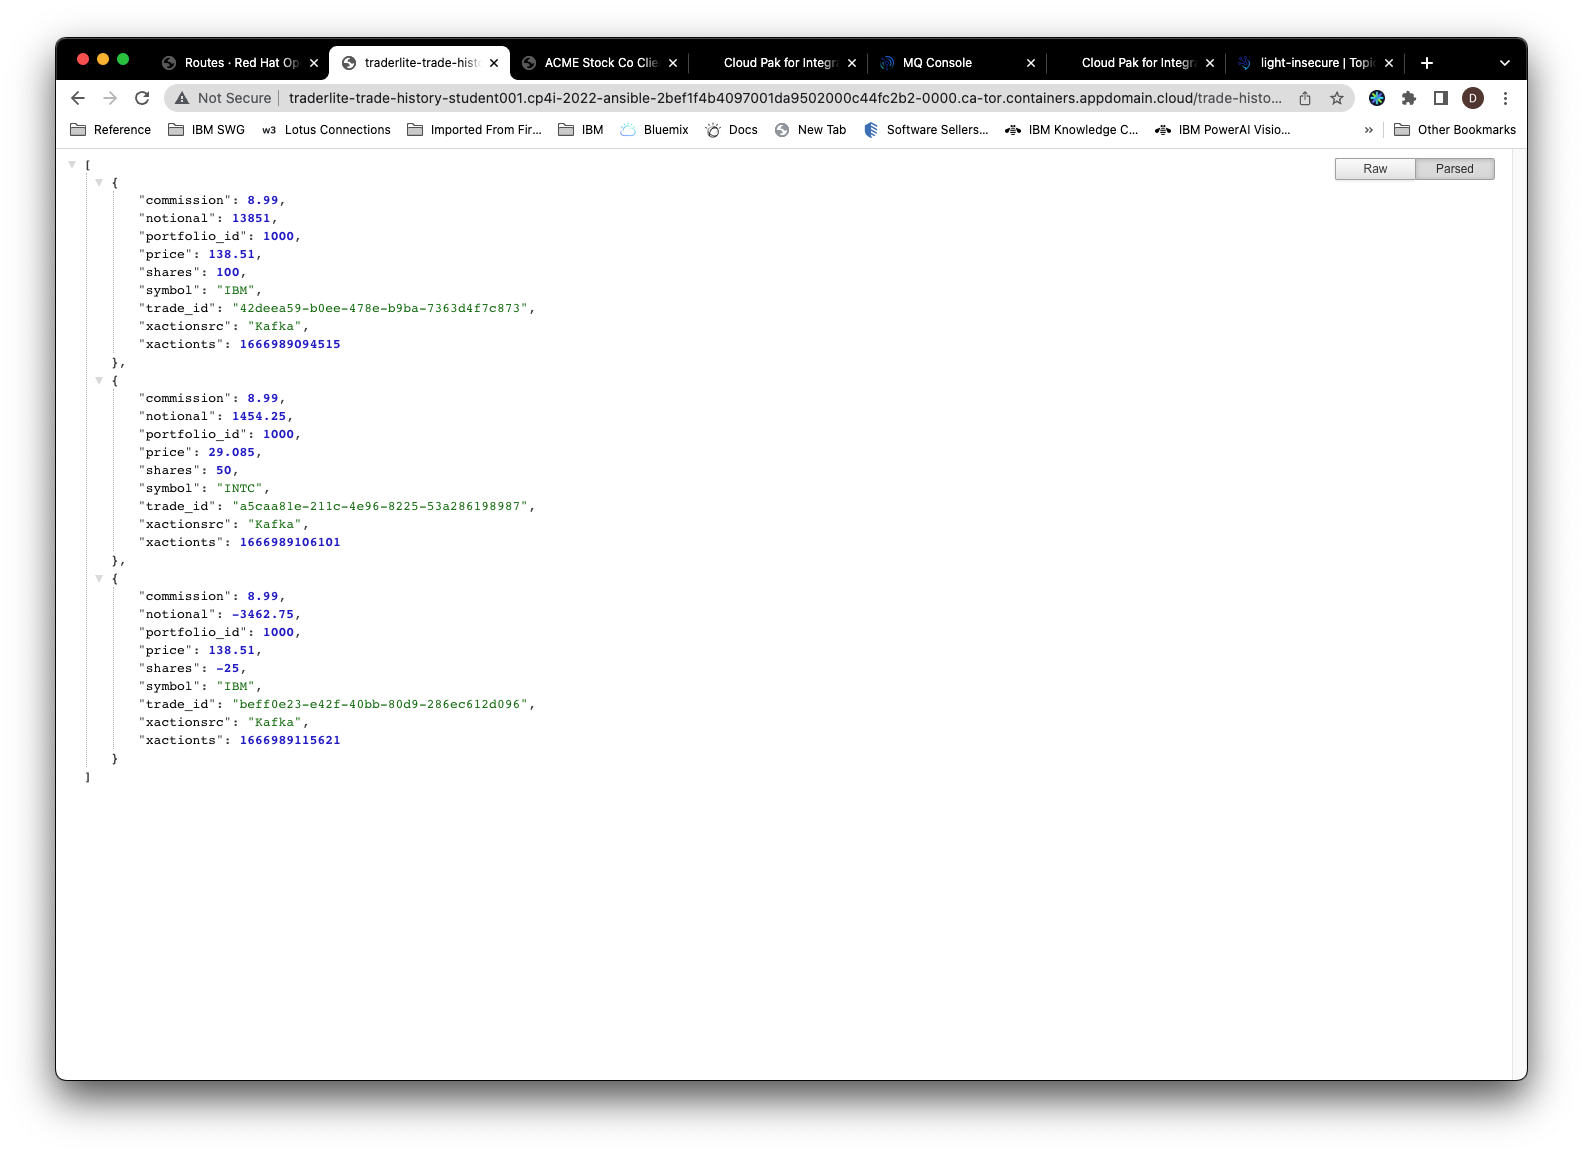 Routes · Red Hat Op
traderlite-trade-hist
ACME Stock Co Clie
Cloud Pak for Integra
MQ Console
Cloud Pak for Integra
light-insecure | Topic
Not Secure
traderlite-trade-history-student001.cp4i-2022-ansible-2bef1f4b4097001da9502000c44fc2b2-0000.ca-tor.containers.appdomain.cloud/trade-histo...
D
Reference
IBM SWG
w3 Lotus Connections
Imported From Fir...
IBM
Bluemix
Docs
New Tab
Software Sellers...
IBM Knowledge C...
IBM PowerAI Visio...
»
Other Bookmarks
Raw
Parsed
[
{
"commission": 8.99,
"notional": 13851,
"portfolio_id": 1000,
"price": 138.51,
"shares": 100,
"symbol": "IBM",
"trade_id": "42deea59-b0ee-478e-b9ba-7363d4f7c873",
"xactionsrc": "Kafka",
"xactionts": 1666989094515
},
{
"commission": 8.99,
"notional": 1454.25,
"portfolio_id": 1000,
"price": 29.085,
"shares": 50,
"symbol": "INTC",
"trade_id": "a5caa81e-211c-4e96-8225-53a286198987",
"xactionsrc": "Kafka",
"xactionts": 1666989106101
},
{
"commission": 8.99,
"notional": -3462.75,
"portfolio_id": 1000,
"price": 138.51,
"shares": -25,
"symbol": "IBM",
"trade_id": "beff0e23-e42f-40bb-80d9-286ec612d096",
"xactionsrc": "Kafka",
"xactionts": 1666989115621
}
]